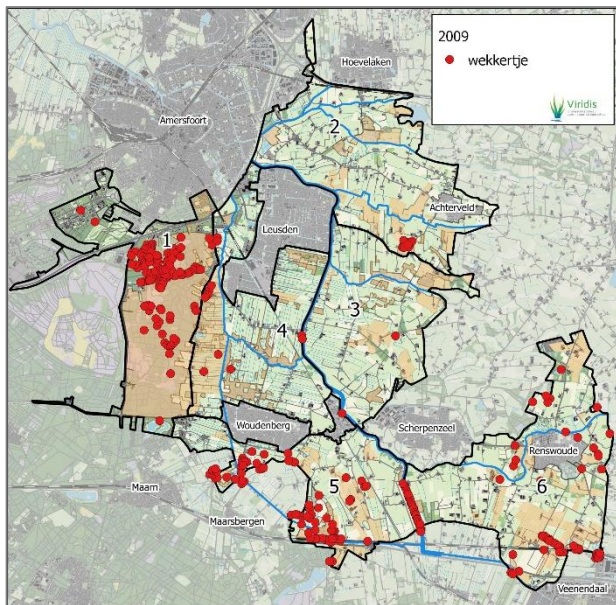 2009
wekkertje
Viridis
Hoevelaken
Amersfoort
2
Achterveld
Leusden
1
3
4
Woudenberg
Scherpenzeel
Renswoude
Maarn
5
6
Maarsbergen
Veenendaal